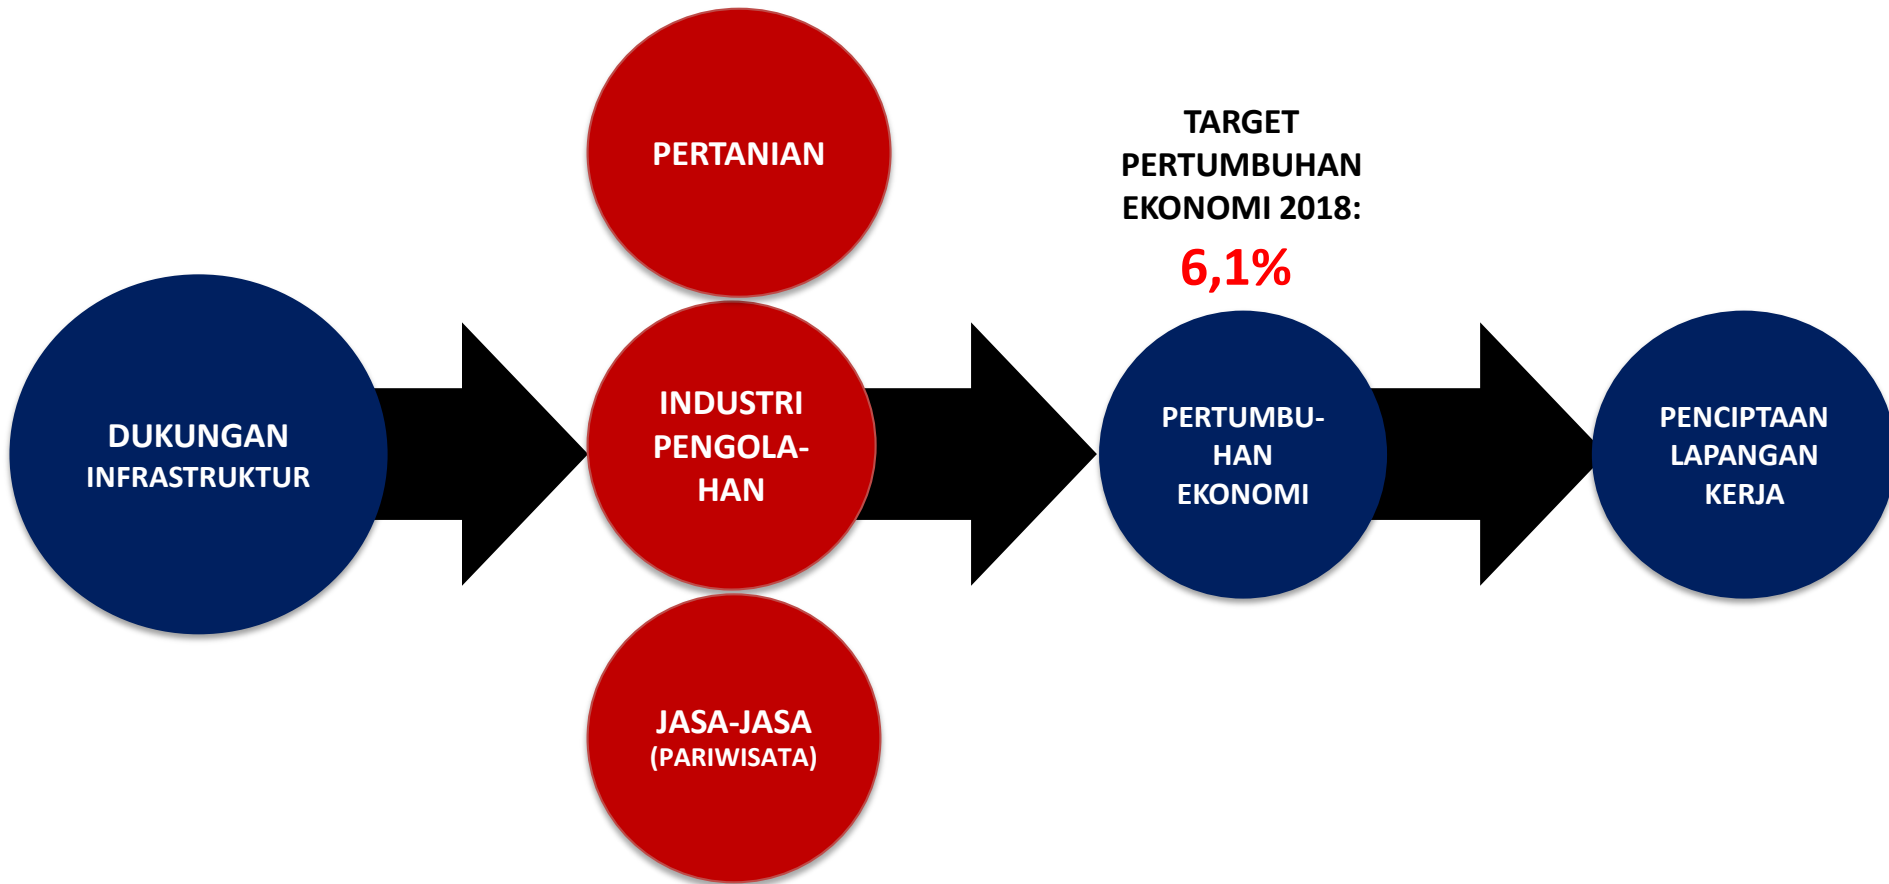 DUKUNGAN
INFRASTRUKTUR
PERTANIAN
INDUSTRI
PENGOLA-
HAN
JASA-JASA
(PARIWISATA)
TARGET
PERTUMBUHAN
EKONOMI 2018:
6,1%
PERTUMBU-
HAN
EKONOMI
PENCIPTAAN
LAPANGAN
KERJA